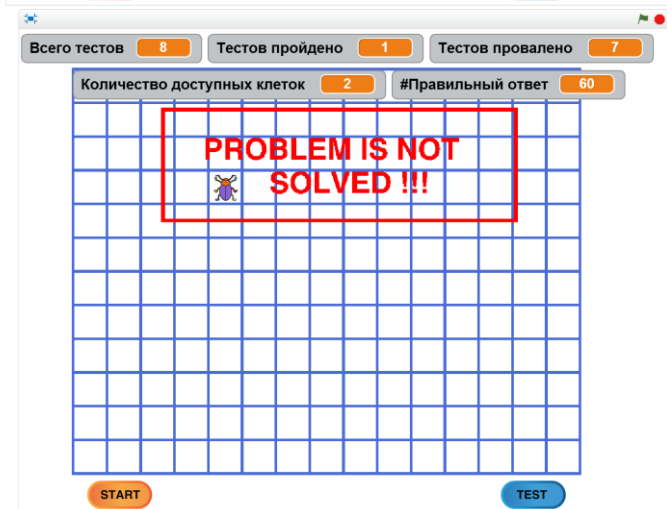 Всего тестов 8 Тестов пройдено 1 Тестов провалено 7
Количество доступных клеток 2 #Правильный ответ 60
PROBLEM IS NOT
SOLVED !!!
START TEST